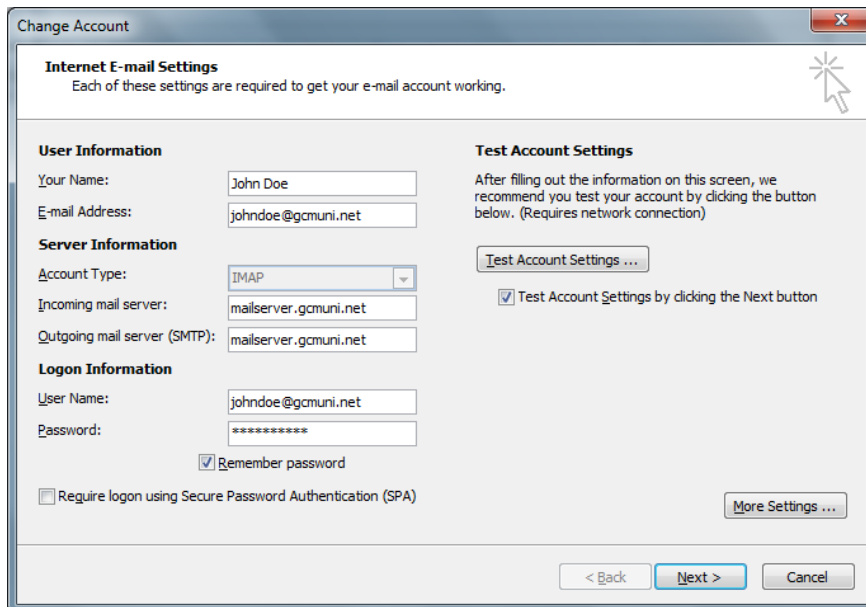 Change Account
Internet E-mail Settings
Each of these settings are required to get your e-mail account working.
User Information
Your Name:
John Doe
E-mail Address:
johndoe@gcmuni.net
Server Information
Account Type:
IMAP
Incoming mail server:
mailserver.gcmuni.net
Outgoing mail server (SMTP):
mailserver.gcmuni.net
Logon Information
User Name:
johndoe@gcmuni.net
Password:
**********
Remember password
Require logon using Secure Password Authentication (SPA)
Test Account Settings
After filling out the information on this screen, we
recommend you test your account by clicking the button
below. (Requires network connection)
Test Account Settings ...
Test Account Settings by clicking the Next button
More Settings ...
< Back
Next >
Cancel